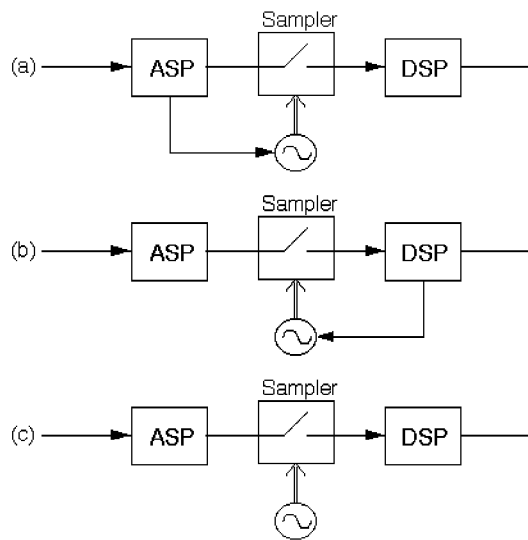 Sampler
(a) ASP DSP
Sampler
(b) ASP DSP
Sampler
(c) ASP DSP